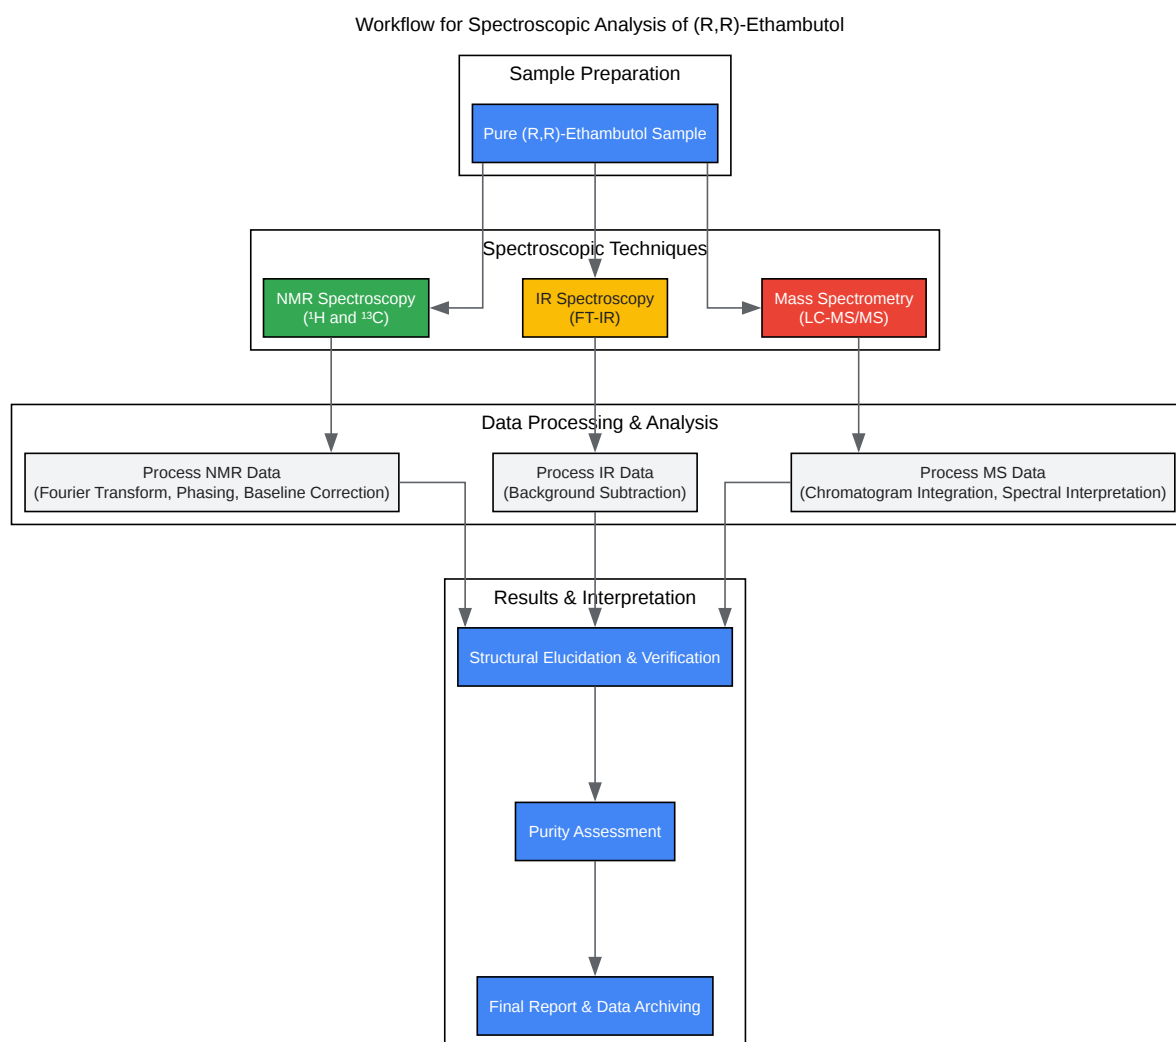 Workflow for Spectroscopic Analysis of (R,R)-Ethambutol
Sample Preparation
Pure (R,R)-Ethambutol Sample
Spectroscopic Techniques
NMR Spectroscopy
(¹H and ¹³C)
IR Spectroscopy
(FT-IR)
Mass Spectrometry
(LC-MS/MS)
Data Processing & Analysis
Process NMR Data
(Fourier Transform, Phasing, Baseline Correction)
Process IR Data
(Background Subtraction)
Process MS Data
(Chromatogram Integration, Spectral Interpretation)
Results & Interpretation
Structural Elucidation & Verification
Purity Assessment
Final Report & Data Archiving